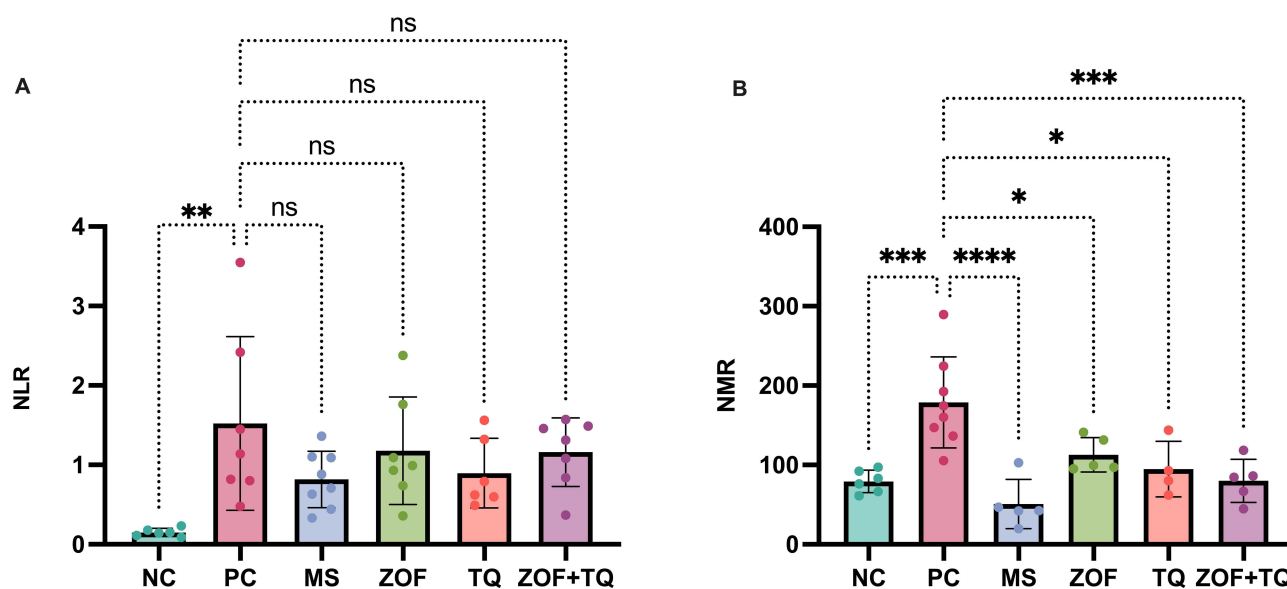 A
ns
ns
ns
** ns
4
3
2
1
0
NLR
NC PC MS ZOF TQ ZOF+TQ
B
***
*
*
*** ****
400
300
200
100
0
NMR
NC PC MS ZOF TQ ZOF+TQ